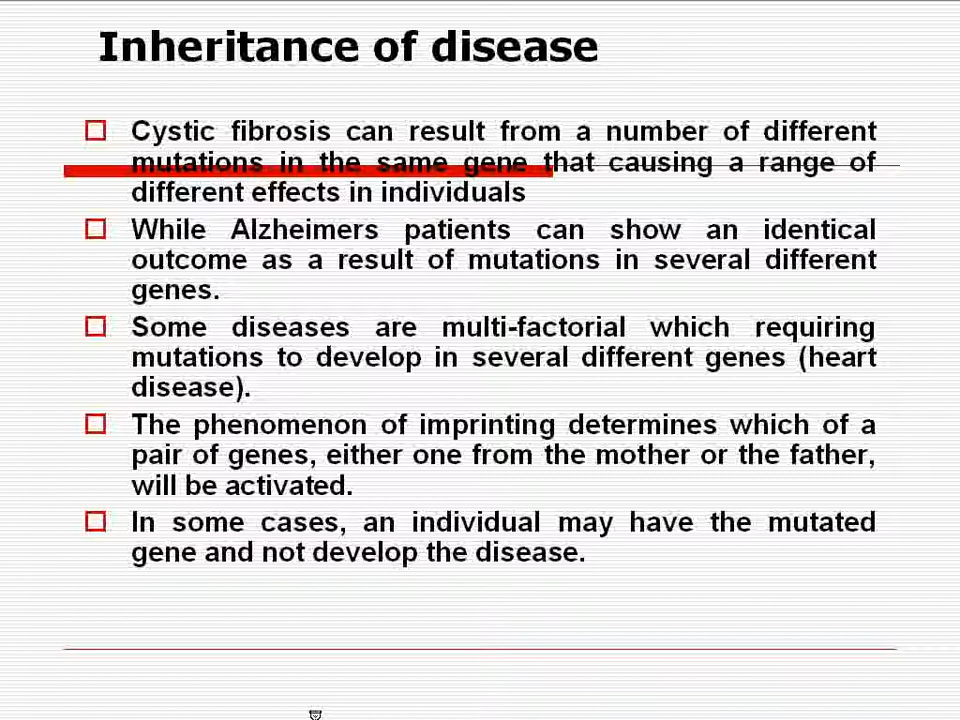 Inheritance of disease
Cystic fibrosis can result from a number of different
mutations in the same gene that causing a range of
different effects in individuals
While Alzheimers patients can show an identical
outcome as a result of mutations in several different
genes.
Some diseases are multi-factorial which requiring
mutations to develop in several different genes (heart
disease).
The phenomenon of imprinting determines which of a
pair of genes, either one from the mother or the father,
will be activated.
In some cases, an individual may have the mutated
gene and not develop the disease.